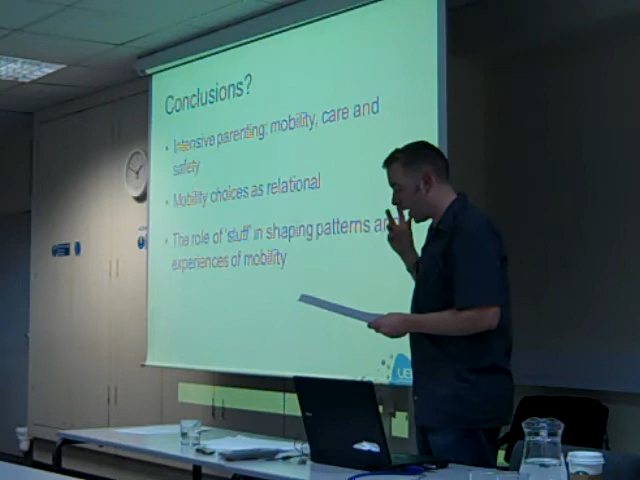 Conclusions?
• Intensive parenting: mobility, care and
safety
• Mobility choices as relational
• The role of 'stuff' in shaping patterns
experiences of mobility